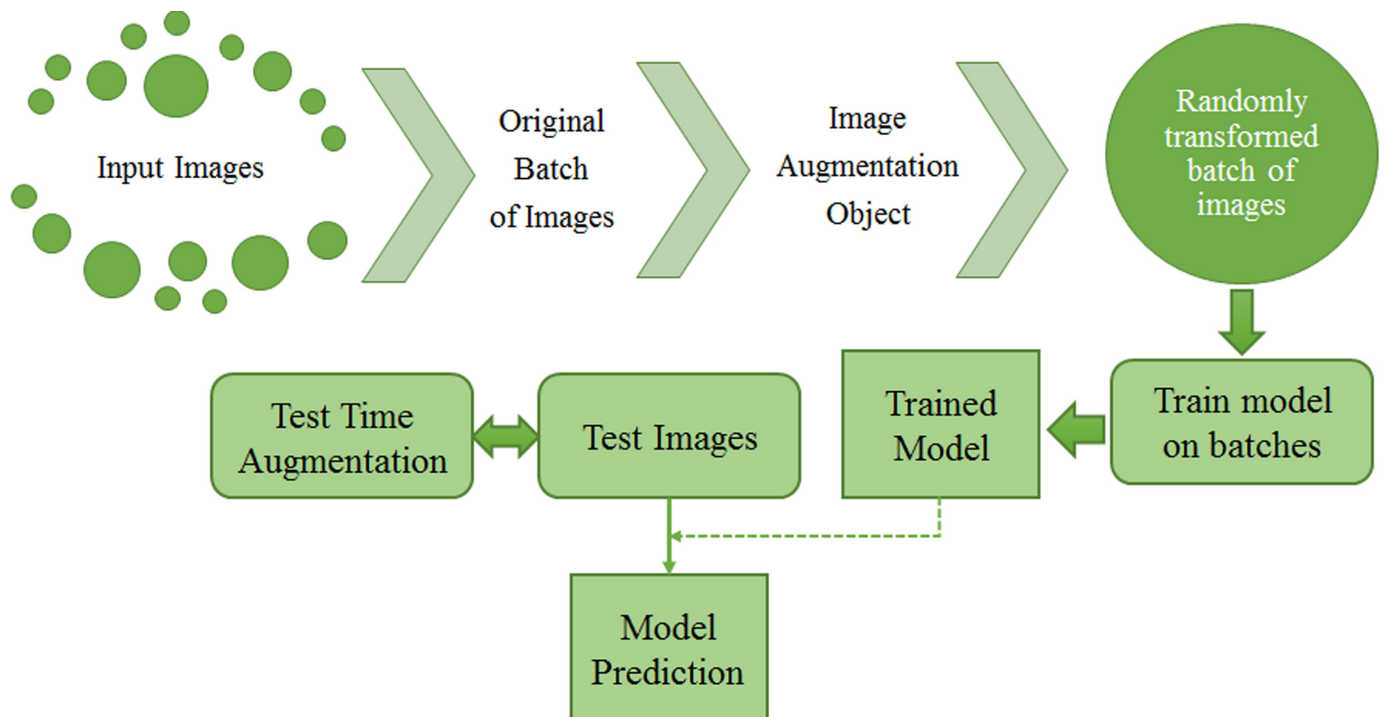 Input Images
Original
Batch
of Images
Image
Augmentation
Object
Randomly
transformed
batch of
images
Test Time
Augmentation
Test Images
Trained
Model
Train model
on batches
Model
Prediction